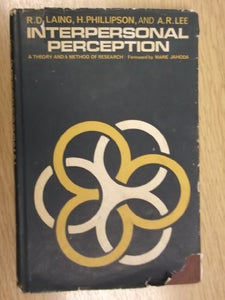 R.D. LAING, H. PHILLIPSON, AND A.R. LEE
INTERPERSONAL
PERCEPTION
A THEORY AND A METHOD OF RESEARCH Foreword by MARIE JAHODA